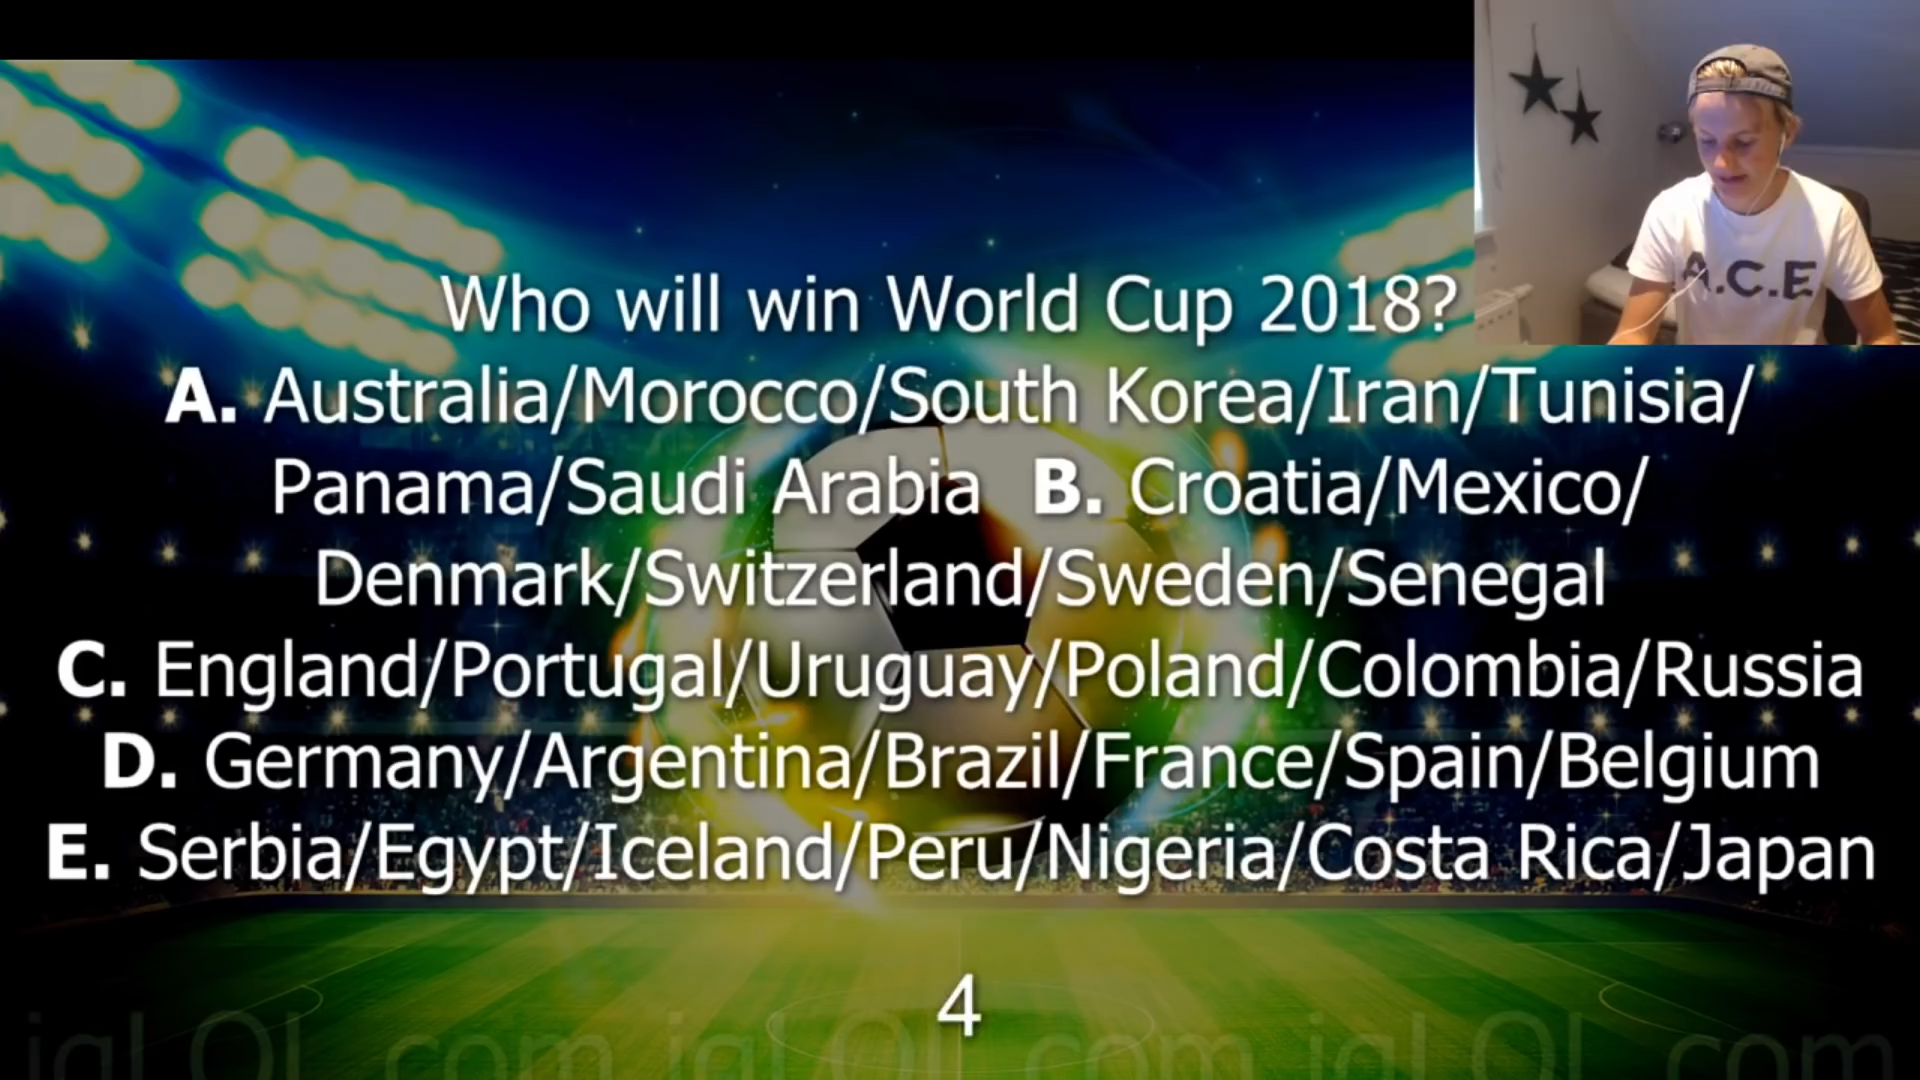 Who will win World Cup 2018?
A. Australia/Morocco/South Korea/Iran/Tunisia/
Panama/Saudi Arabia B. Croatia/Mexico/
Denmark/Switzerland/Sweden/Senegal
C. England/Portugal/Uruguay/Poland/Colombia/Russia
D. Germany/Argentina/Brazil/France/Spain/Belgium
E. Serbia/Egypt/Iceland/Peru/Nigeria/Costa Rica/Japan
4
A.C.E